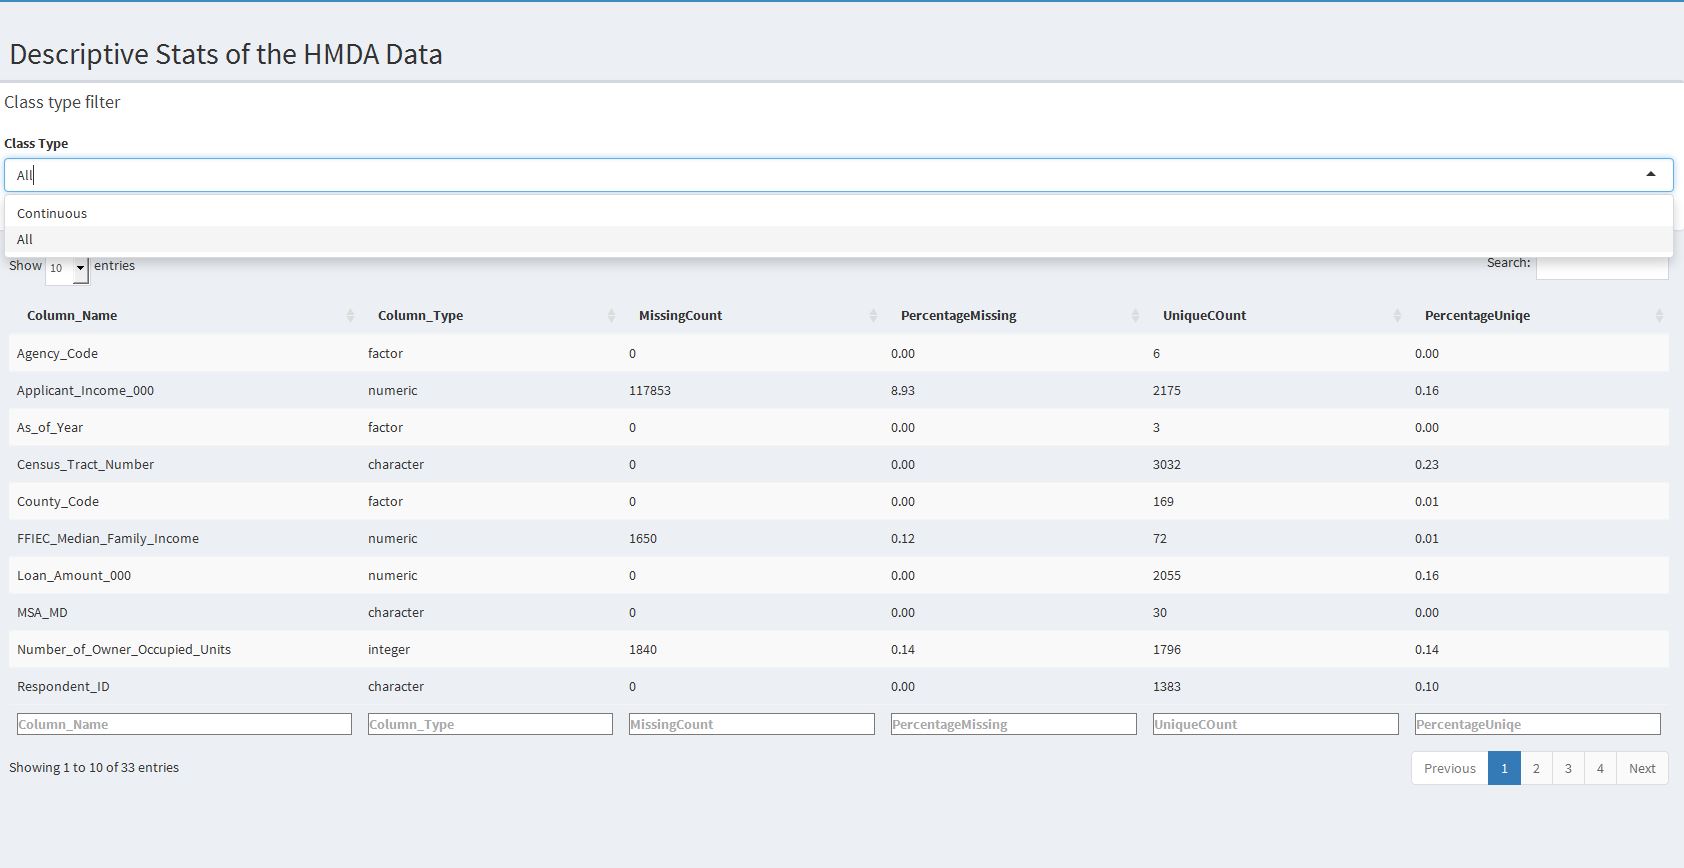 Descriptive Stats of the HMDA Data
Class type filter
Class Type
All
Continuous
All
Show 10 entries Search:
Column_Name Column_Type MissingCount PercentageMissing UniqueCOunt PercentageUniqe
Agency_Code factor 0 0.00 6 0.00
Applicant_Income_000 numeric 117853 8.93 2175 0.16
As_of_Year factor 0 0.00 3 0.00
Census_Tract_Number character 0 0.00 3032 0.23
County_Code factor 0 0.00 169 0.01
FFIEC_Median_Family_Income numeric 1650 0.12 72 0.01
Loan_Amount_000 numeric 0 0.00 2055 0.16
MSA_MD character 0 0.00 30 0.00
Number_of_Owner_Occupied_Units integer 1840 0.14 1796 0.14
Respondent_ID character 0 0.00 1383 0.10
Column_Name Column_Type MissingCount PercentageMissing UniqueCOunt PercentageUniqe
Showing 1 to 10 of 33 entries Previous 1 2 3 4 Next